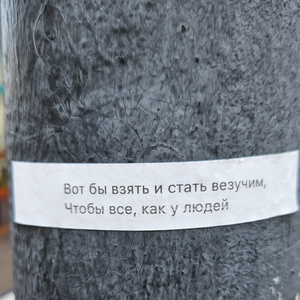 Вот бы взять и стать везучим,
Чтобы все, как у людей